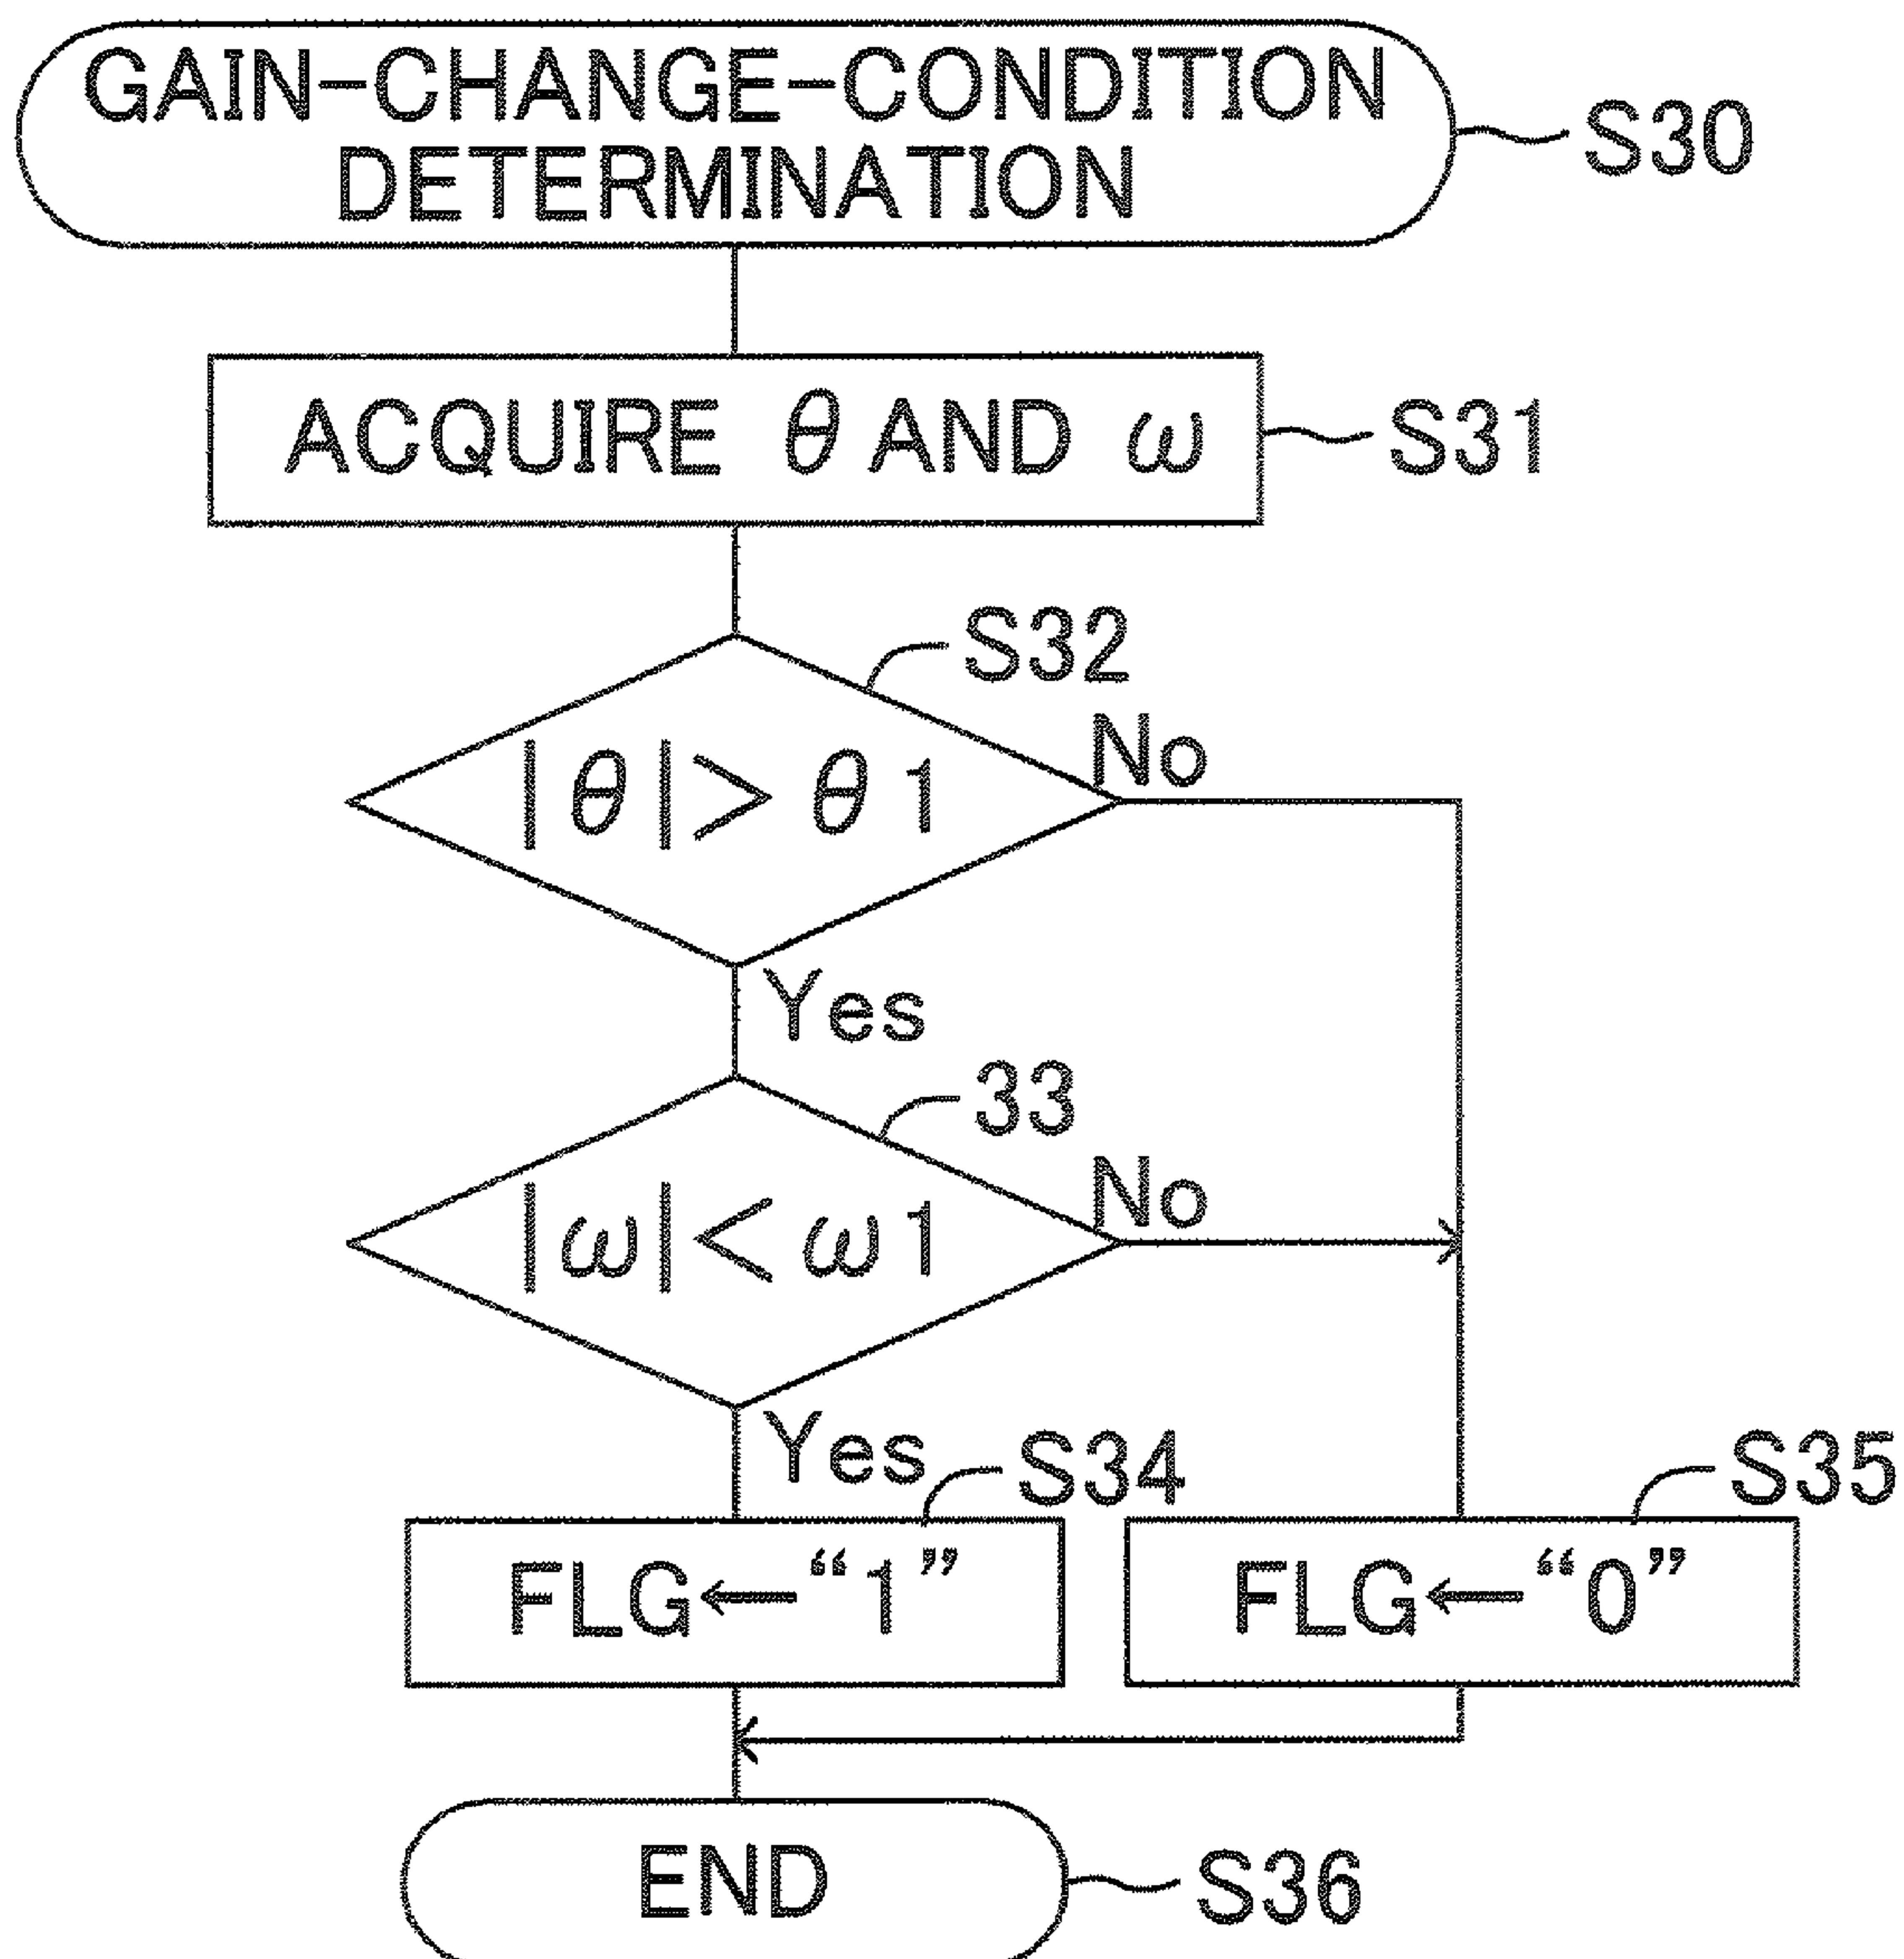 GAIN-CHANGE-CONDITION
DETERMINATION
S30
ACQUIRE θ AND ω
S31
S32
|θ|>θ1
No
Yes
33
|ω|<ω1
No
Yes
S34
S35
FLG←“1”
FLG←“0”
END
S36